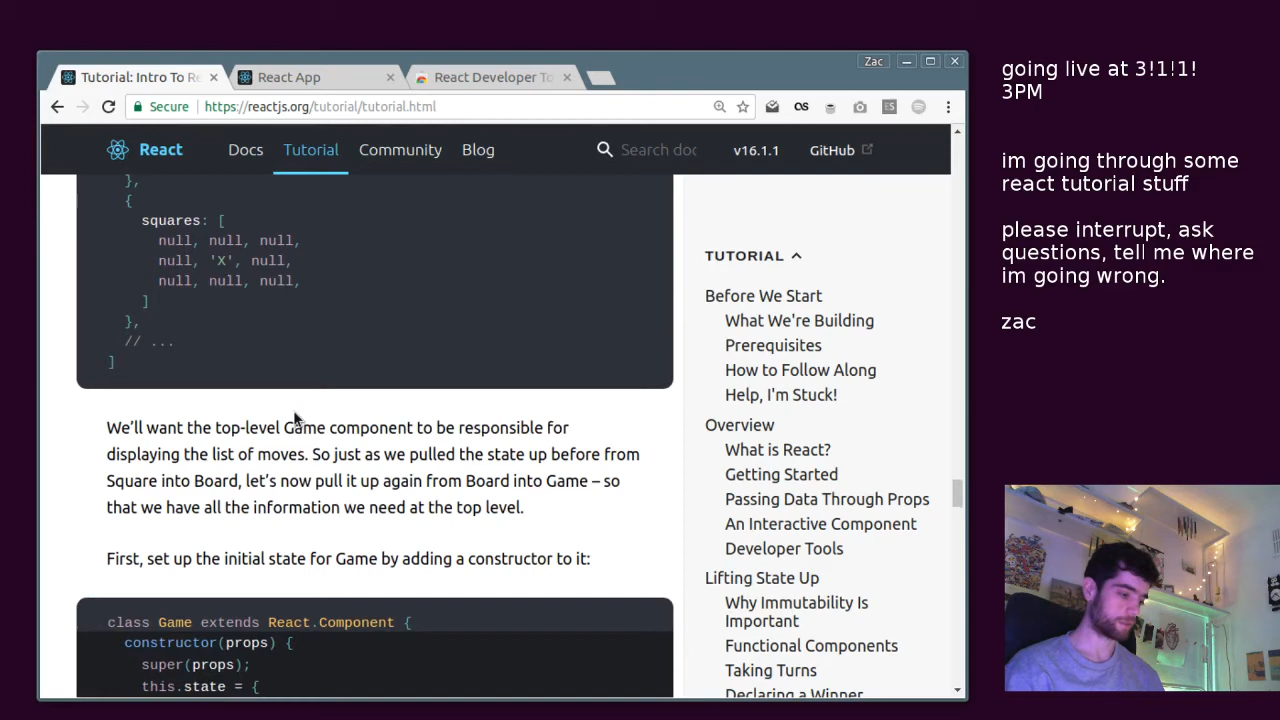 Zac
Tutorial: Intro To Re
React App
React Developer To
Secure
https://reactjs.org/tutorial/tutorial.html
OS
ES
React
Docs
Tutorial
Community
Blog
Search doc
v16.1.1
GitHub
},
{
squares: [
null, null, null,
null, 'X', null,
null, null, null,
]
},
// ...
]
We’ll want the top-level Game component to be responsible for
displaying the list of moves. So just as we pulled the state up before from
Square into Board, let’s now pull it up again from Board into Game – so
that we have all the information we need at the top level.
First, set up the initial state for Game by adding a constructor to it:
class Game extends React.Component {
constructor(props) {
super(props);
this.state = {
TUTORIAL
Before We Start
What We're Building
Prerequisites
How to Follow Along
Help, I'm Stuck!
Overview
What is React?
Getting Started
Passing Data Through Props
An Interactive Component
Developer Tools
Lifting State Up
Why Immutability Is
Important
Functional Components
Taking Turns
Declaring a Winner
going live at 3!1!1!
3PM
im going through some
react tutorial stuff
please interrupt, ask
questions, tell me where
im going wrong.
zac